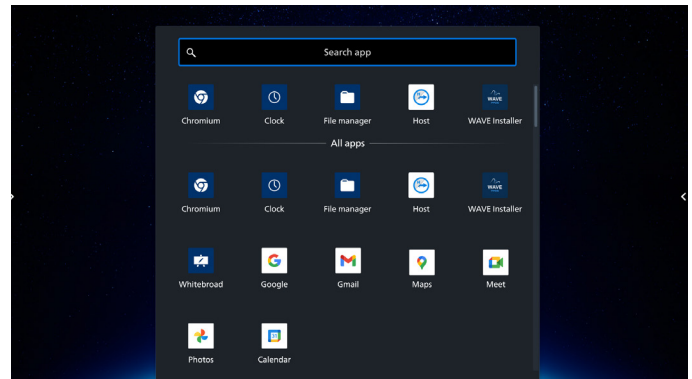 Search app
Chromium Clock File manager Host WAVE Installer
All apps
Chromium Clock File manager Host WAVE Installer
Whitebroad Google Gmail Maps Meet
Photos Calendar